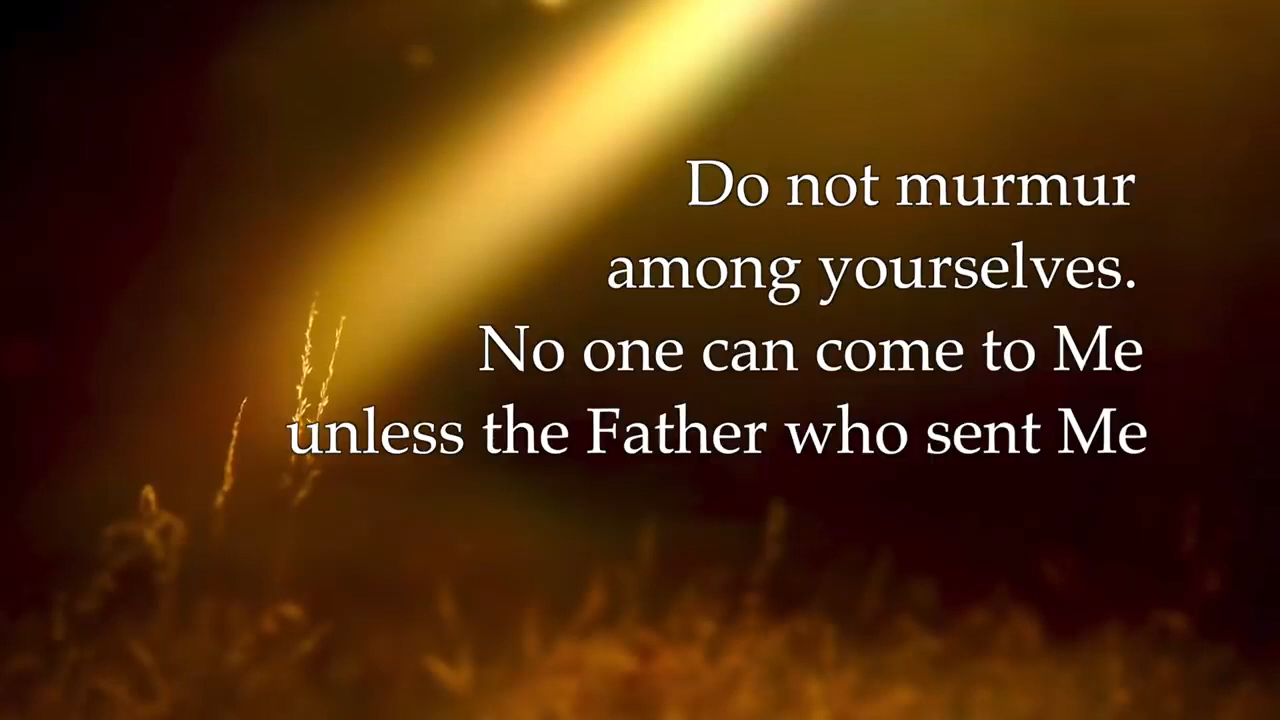 Do not murmur
among yourselves.
No one can come to Me
unless the Father who sent Me